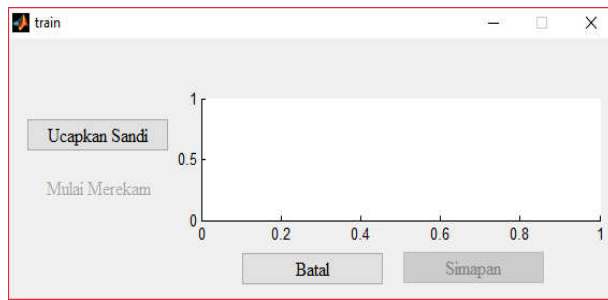 train
Ucapkan Sandi
Mulai Merekam
1
0.5
0
0 0.2 0.4 0.6 0.8 1
Batal
Simapan